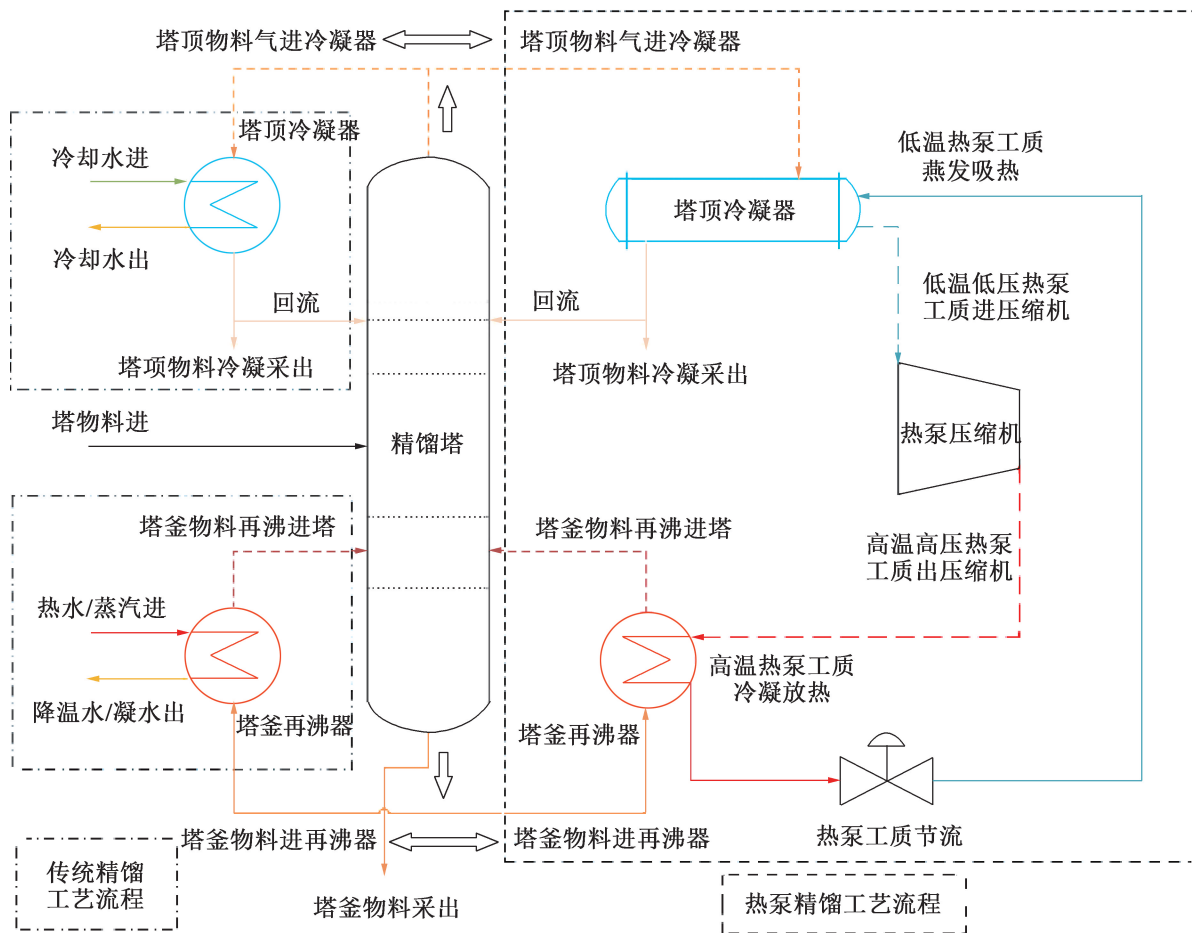 塔顶物料气进冷凝器
塔顶物料气进冷凝器
塔顶冷凝器
冷却水进
冷却水出
回流
塔项物料冷凝采出
塔物料进
精馏塔
塔顶冷凝器
低温热泵工质
燕发吸热
低温低压热泵
工质进压缩机
回流
塔顶物料冷凝采出
热泵压缩机
塔釜物料再沸进塔
塔釜物料再沸进塔
高温高压热泵
工质出压缩机
热水/蒸汽进
降温水/凝水出
塔釜再沸器
高温热泵工质
冷凝放热
塔釜再沸器
塔釜物料进再沸器
塔釜物料进再沸器
热泵工质节流
传统精馏
工艺流程
塔釜物料采出
热泵精馏工艺流程